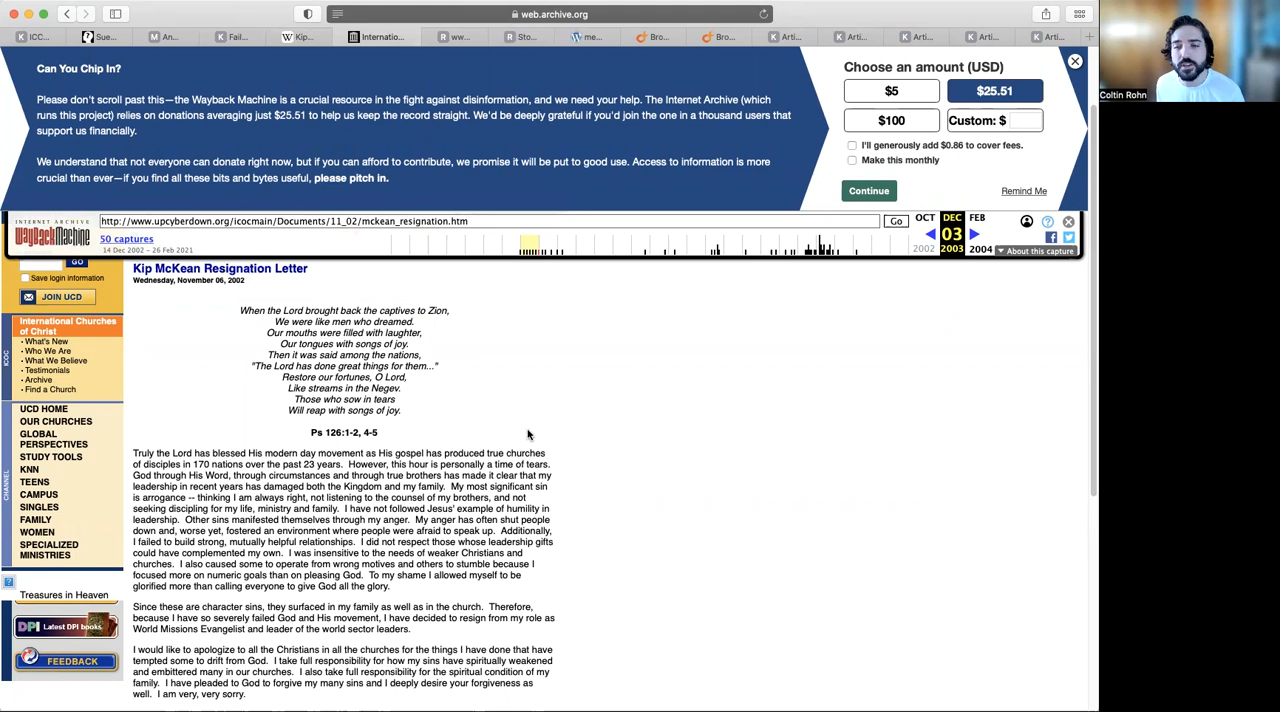 web.archive.org
ICC...
Sue...
An...
Fail...
Kip...
Internatio...
ww...
Sto...
me...
Bro...
Bro...
Arti...
Arti...
Arti...
Arti...
Arti...
Can You Chip In?
Please don't scroll past this—the Wayback Machine is a crucial resource in the fight against disinformation, and we need your help. The Internet Archive (which
runs this project) relies on donations averaging just $25.51 to help us keep the record straight. We'd be deeply grateful if you'd join the one in a thousand users that
support us financially.
We understand that not everyone can donate right now, but if you can afford to contribute, we promise it will be put to good use. Access to information is more
crucial than ever—if you find all these bits and bytes useful, please pitch in.
Choose an amount (USD)
$5
$25.51
$100
Custom: $
I'll generously add $0.86 to cover fees.
Make this monthly
Continue
Remind Me
Coltin Rohn
INTERNET ARCHIVE
WayBackMachine
http://www.upcyberdown.org/icocmain/Documents/11_02/mckean_resignation.htm
Go
OCT
DEC
FEB
50 captures
03
14 Dec 2002 – 26 Feb 2021
2002
2003
2004
About this capture
GO
Save login information
JOIN UCD
ICOC
International Churches
of Christ
• What's New
• Who We Are
• What We Believe
• Testimonials
• Archive
• Find a Church
CHANNEL
UCD HOME
OUR CHURCHES
GLOBAL
PERSPECTIVES
STUDY TOOLS
KNN
TEENS
CAMPUS
SINGLES
FAMILY
WOMEN
SPECIALIZED
MINISTRIES
Treasures in Heaven
DPI Latest DPI books
FEEDBACK
Kip McKean Resignation Letter
Wednesday, November 06, 2002
When the Lord brought back the captives to Zion,
We were like men who dreamed.
Our mouths were filled with laughter,
Our tongues with songs of joy.
Then it was said among the nations,
"The Lord has done great things for them..."
Restore our fortunes, O Lord,
Like streams in the Negev.
Those who sow in tears
Will reap with songs of joy.
Ps 126:1-2, 4-5
Truly the Lord has blessed His modern day movement as His gospel has produced true churches
of disciples in 170 nations over the past 23 years.  However, this hour is personally a time of tears.
God through His Word, through circumstances and through true brothers has made it clear that my
leadership in recent years has damaged both the Kingdom and my family.  My most significant sin
is arrogance -- thinking I am always right, not listening to the counsel of my brothers, and not
seeking discipling for my life, ministry and family.  I have not followed Jesus' example of humility in
leadership.  Other sins manifested themselves through my anger.  My anger has often shut people
down and, worse yet, fostered an environment where people were afraid to speak up.  Additionally,
I failed to build strong, mutually helpful relationships.  I did not respect those whose leadership gifts
could have complemented my own.  I was insensitive to the needs of weaker Christians and
churches.  I also caused some to operate from wrong motives and others to stumble because I
focused more on numeric goals than on pleasing God.  To my shame I allowed myself to be
glorified more than calling everyone to give God all the glory.
Since these are character sins, they surfaced in my family as well as in the church.  Therefore,
because I have so severely failed God and His movement, I have decided to resign from my role as
World Missions Evangelist and leader of the world sector leaders.
I would like to apologize to all the Christians in all the churches for the things I have done that have
tempted some to drift from God.  I take full responsibility for how my sins have spiritually weakened
and embittered many in our churches.  I also take full responsibility for the spiritual condition of my
family.  I have pleaded to God to forgive my many sins and I deeply desire your forgiveness as
well.  I am very, very sorry.